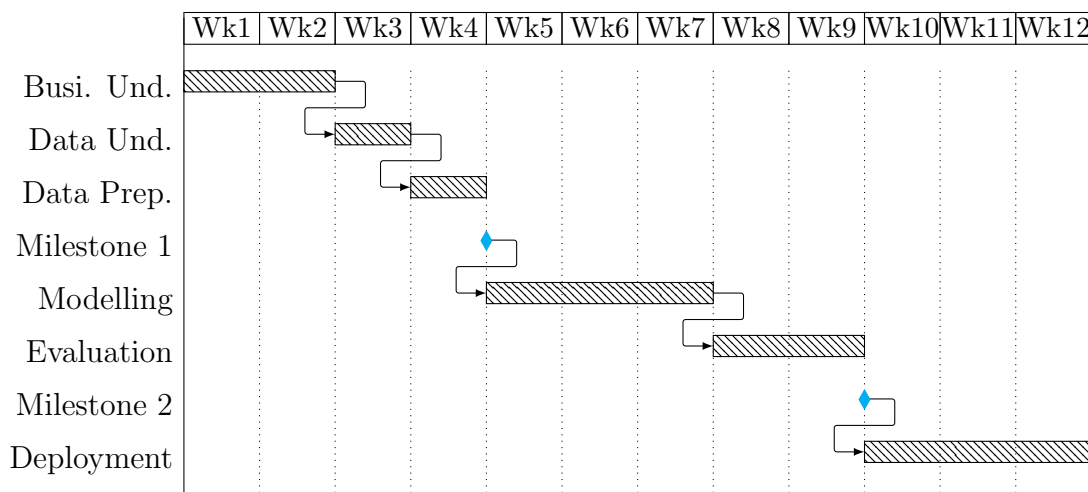 Wk1 Wk2 Wk3 Wk4 Wk5 Wk6 Wk7 Wk8 Wk9 Wk10 Wk11 Wk12
Busi. Und.
Data Und.
Data Prep.
Milestone 1
Modelling
Evaluation
Milestone 2
Deployment